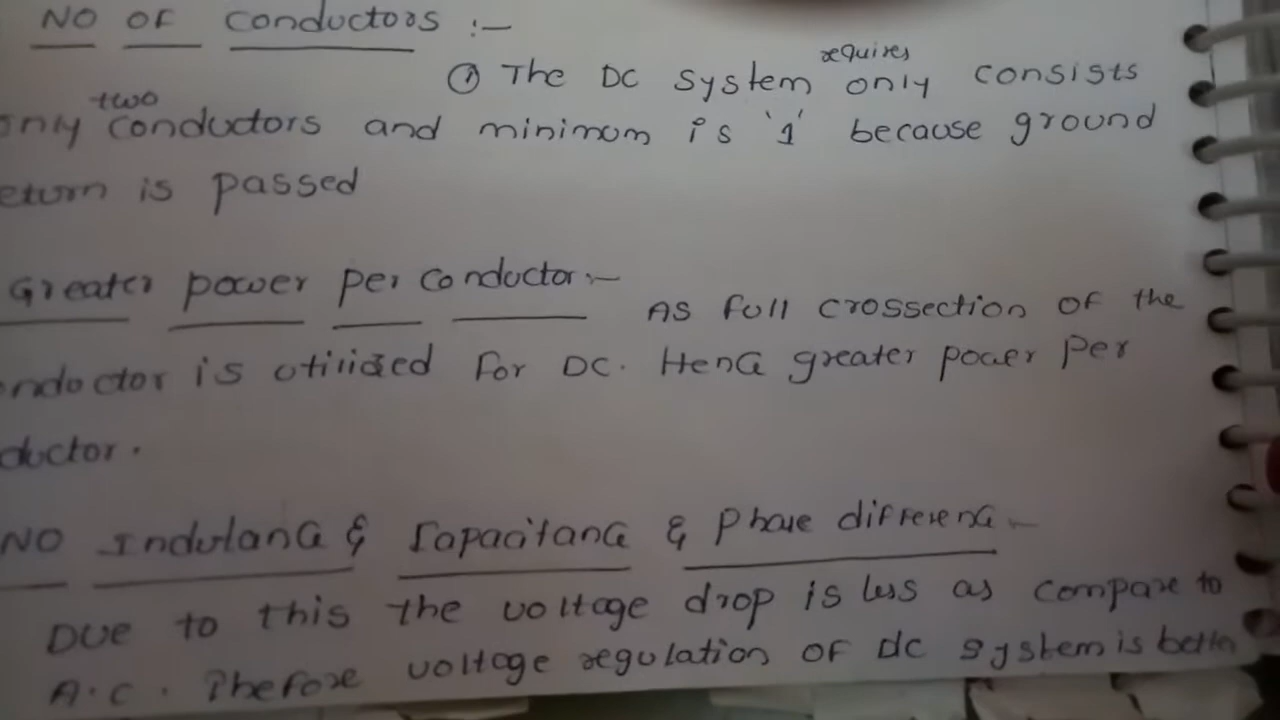 NO OF conductors :-
requires
① The DC system only consists
two
only conductors and minimum is '1' because ground
eturn is passed
Greater power per conductor:-
As full crossection of the
onductor is utilized for DC. Hence greater power per
ductor.
NO Indutance & Capacitance & Phase difference -
Due to this the voltage drop is less as compare to
A.C. Therfore voltage regulation of dc system is better